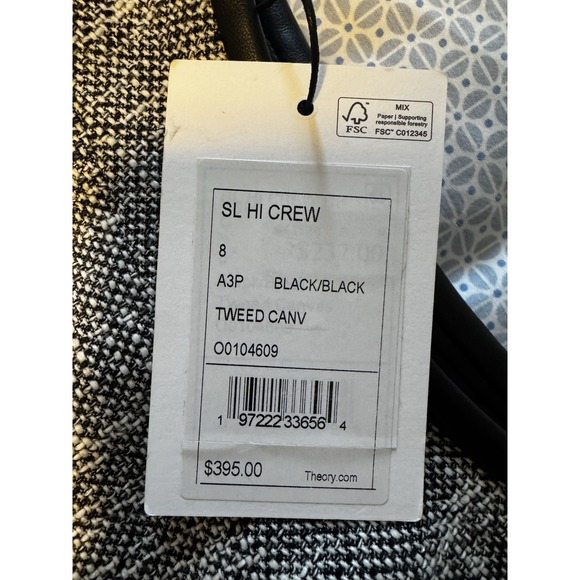 MIX
Paper | Supporting
responsible forestry
FSC™ C012345
FSC
SL HI CREW
8
A3P BLACK/BLACK
TWEED CANV
O0104609
1 97222 33656 4
$395.00 Theory.com